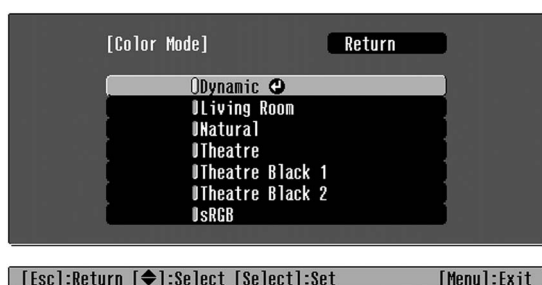 [Color Mode] Return
Dynamic
Living Room
Natural
Theatre
Theatre Black 1
Theatre Black 2
sRGB
[Esc]:Return [◆]:Select [Select]:Set [Menu]:Exit